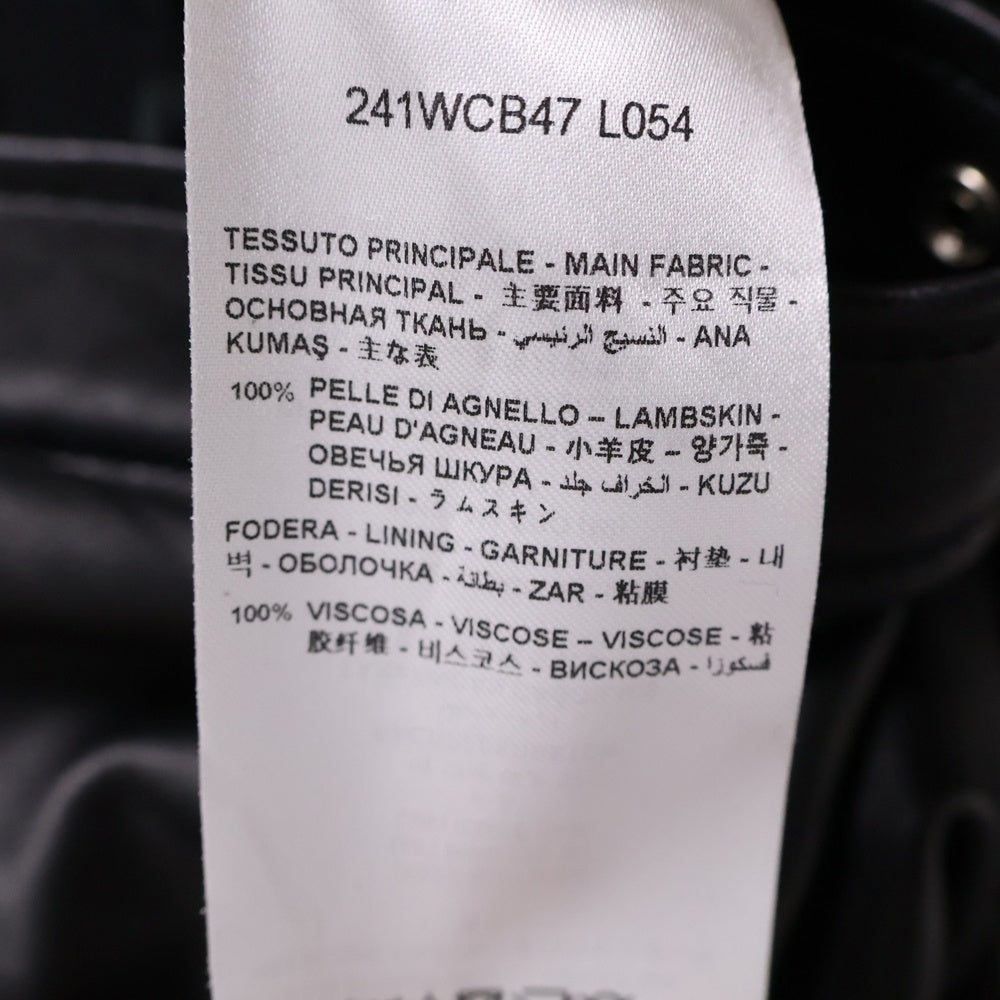 241WCB47 L054
TESSUTO PRINCIPALE - MAIN FABRIC -
TISSU PRINCIPAL - 主要面料 - 주요 직물 -
ОСНОВНАЯ ТКАНЬ - النسيج الرئيسي - ANA
KUMAŞ - 主な表
100% PELLE DI AGNELLO – LAMBSKIN -
PEAU D'AGNEAU - 小羊皮 – 양가죽 -
ОВЕЧЬЯ ШКУРА - الخراف جلد - KUZU
DERISI - ラムスキン
FODERA - LINING - GARNITURE - 衬垫 - 내
벽 - ОБОЛОЧКА - بطانة - ZAR - 粘膜
100% VISCOSA - VISCOSE – VISCOSE - 粘
胶纤维 - 비스코스 - ВИСКОЗА - فسكوزا